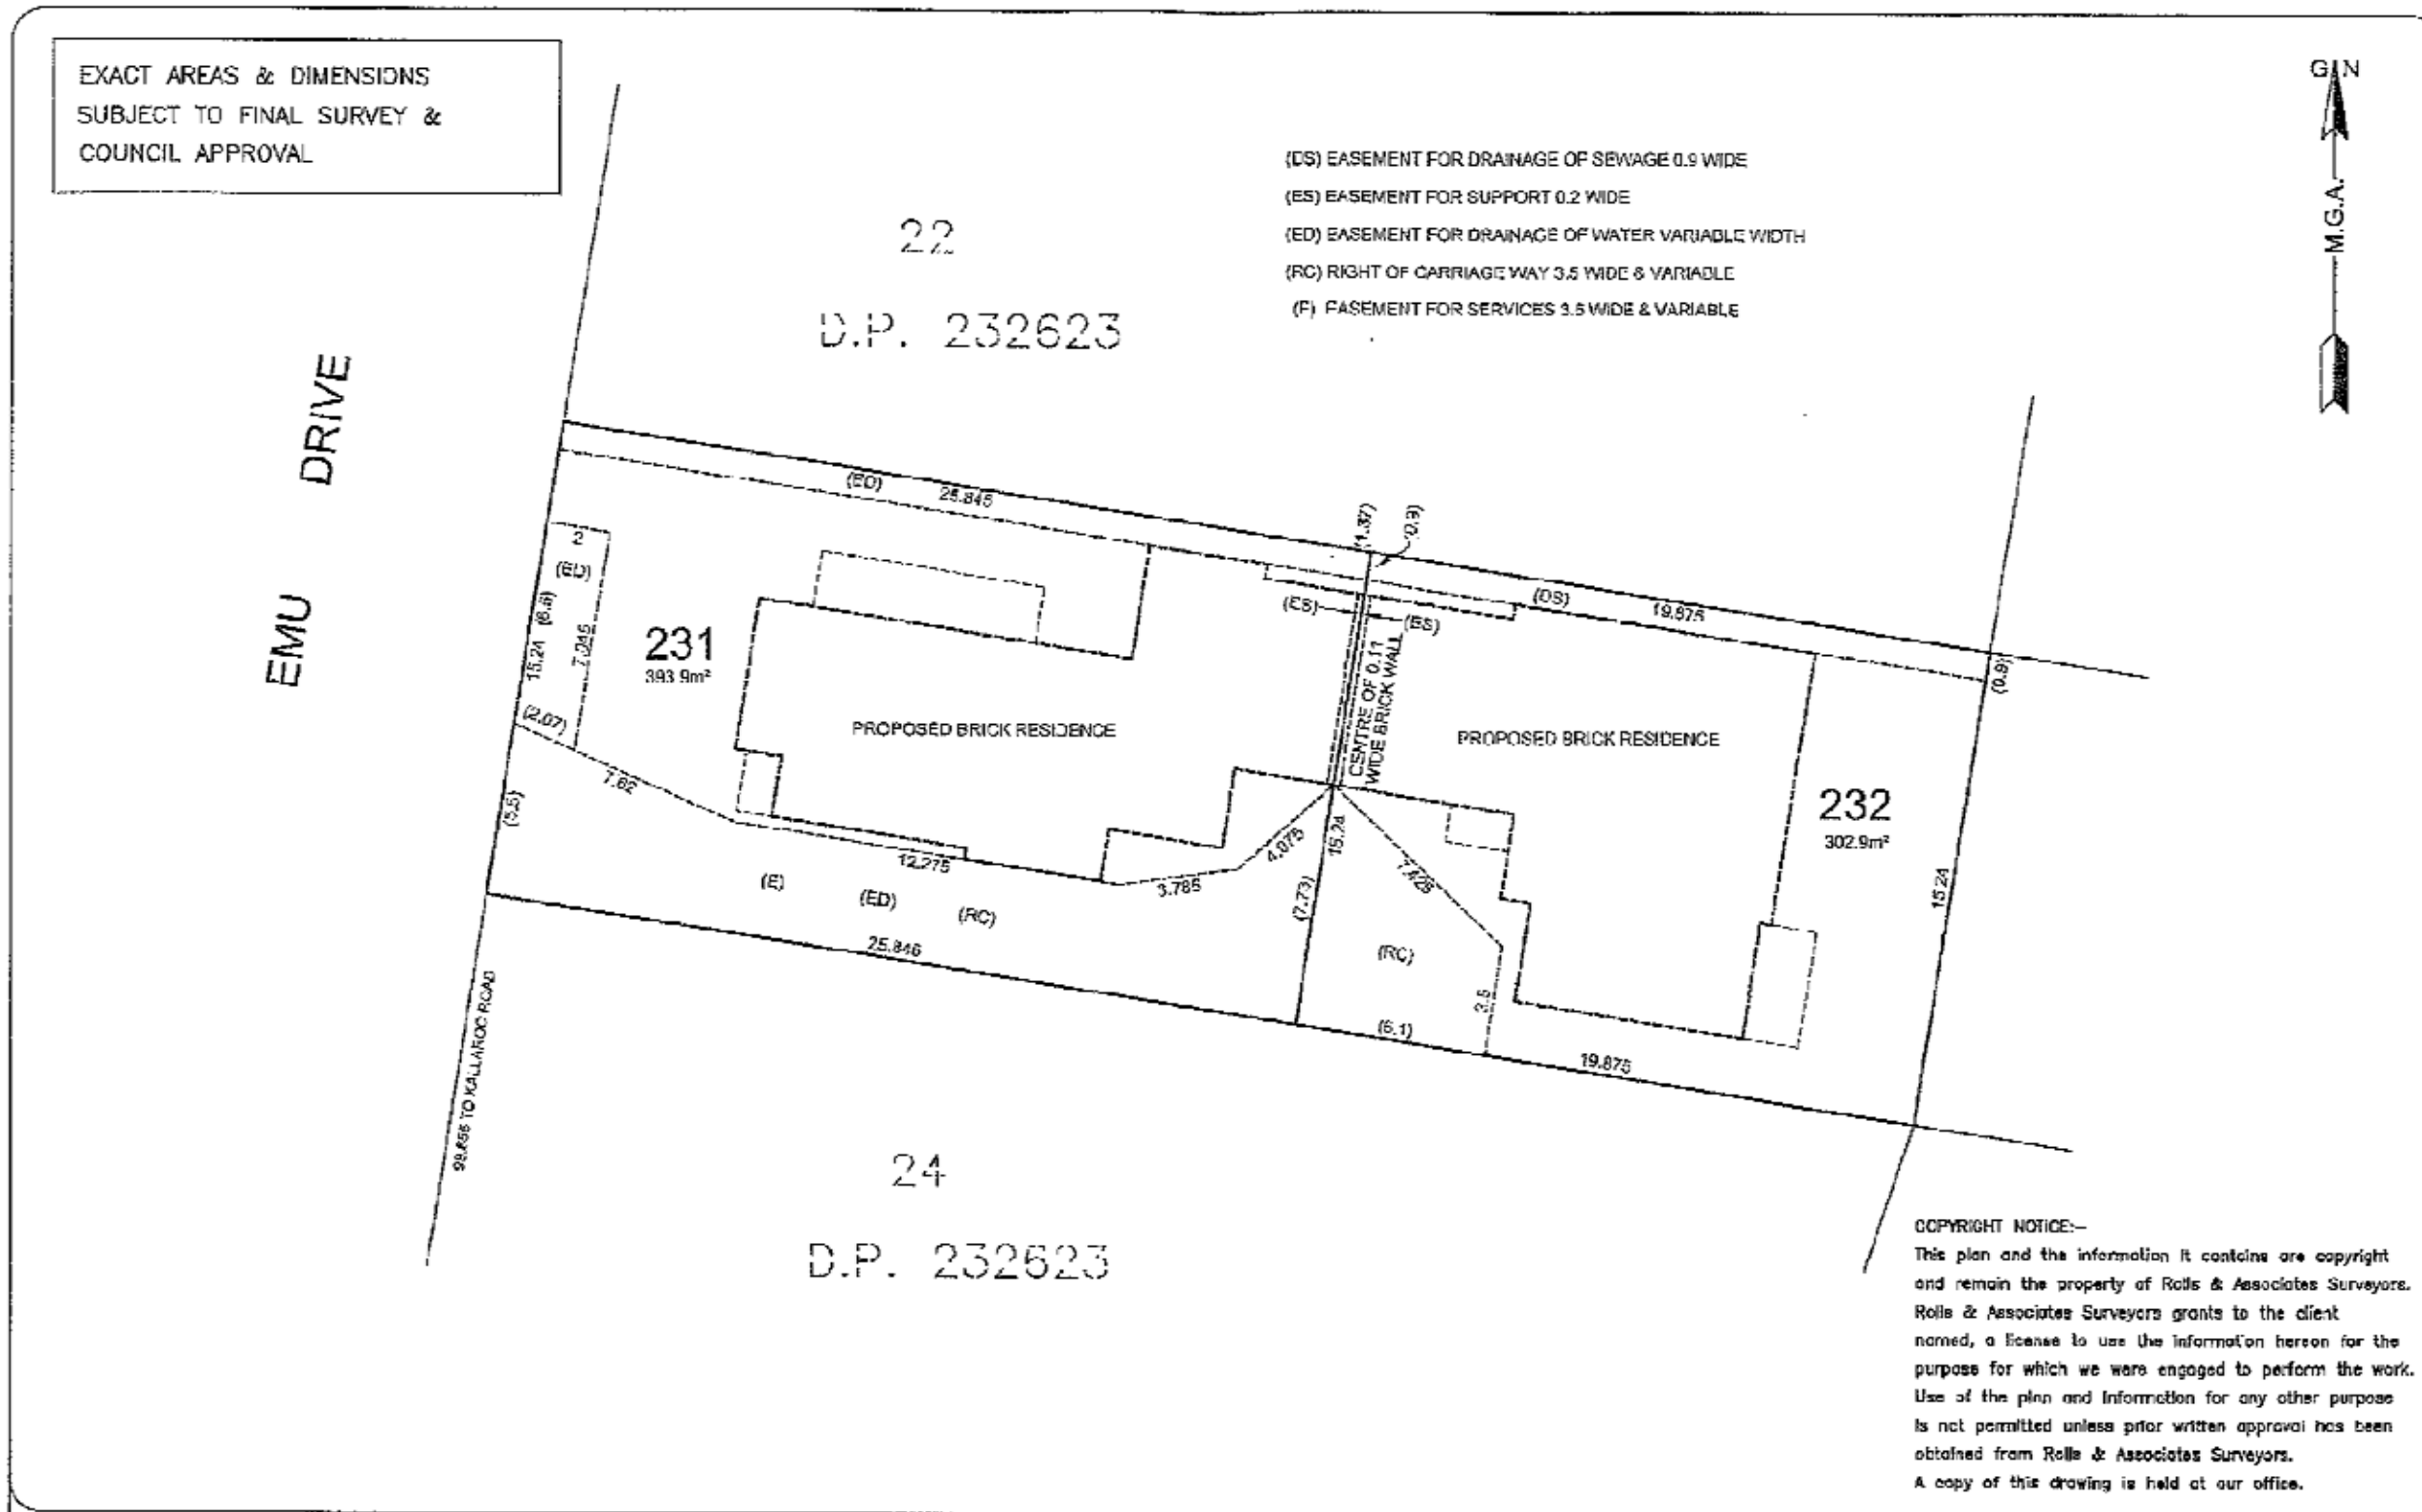 EXACT AREAS & DIMENSIONS
SUBJECT TO FINAL SURVEY &
COUNCIL APPROVAL
G N
M.G.A.
(DS) EASEMENT FOR DRAINAGE OF SEWAGE 0.9 WIDE
(ES) EASEMENT FOR SUPPORT 0.2 WIDE
(ED) EASEMENT FOR DRAINAGE OF WATER VARIABLE WIDTH
(RC) RIGHT OF CARRIAGE WAY 3.5 WIDE & VARIABLE
EASEMENT FOR SERVICES 3.5 WIDE & VARIABLE
22
D.P. 232623
EMU DRIVE
(ED)
25.845
(1.37)
(0.9)
2
(ED)
(6.5)
15.24
7.045
(2.07)
231
393.9m²
(ES)
(ES)
(DS)
19.875
(0.9)
CENTRE OF 0.11
WIDE BRICK WALL
PROPOSED BRICK RESIDENCE
PROPOSED BRICK RESIDENCE
232
302.9m²
7.62
(5.5)
12.275
3.785
4.075
15.24
7.425
(7.73)
15.24
(E)
(ED)
(RC)
25.846
(RC)
3.5
(6.1)
19.875
TO KALLAROO ROAD
24
D.P. 232623
COPYRIGHT NOTICE:–
This plan and the information it contains are copyright
and remain the property of Rolls & Associates Surveyors.
Rolls & Associates Surveyors grants to the client
named, a license to use the information hereon for the
purpose for which we were engaged to perform the work.
Use of the plan and information for any other purpose
is not permitted unless prior written approval has been
obtained from Rolls & Associates Surveyors.
A copy of this drawing is held at our office.